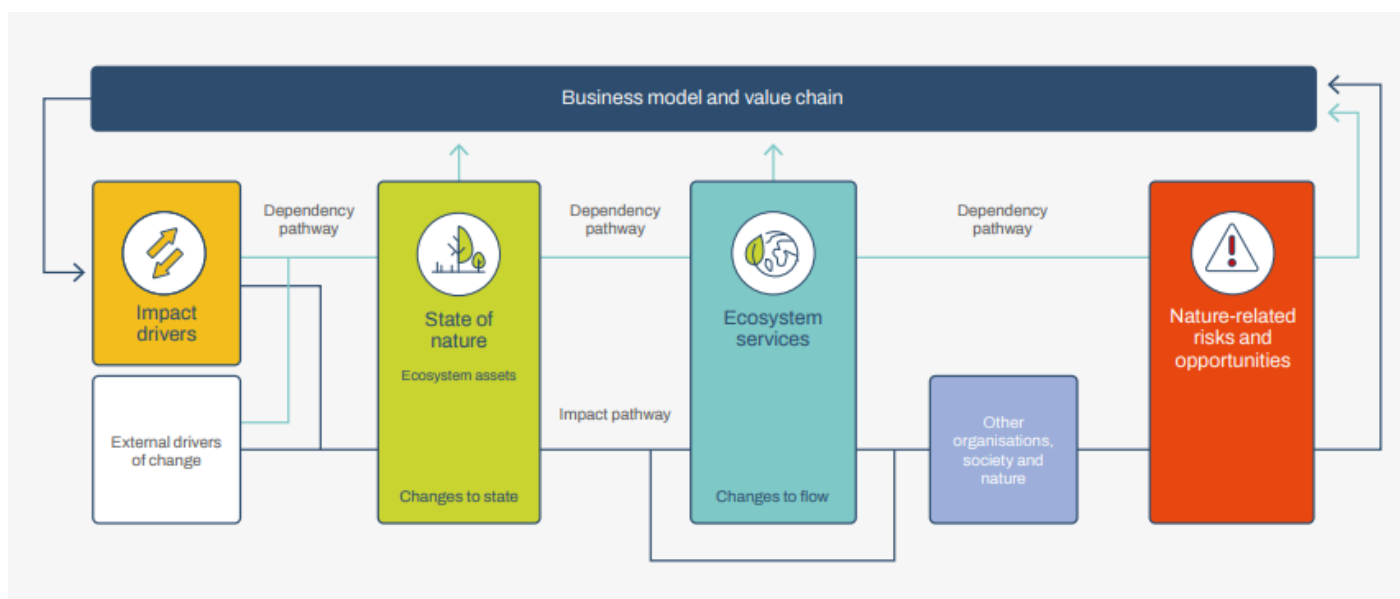 Business model and value chain
Dependency
pathway
Dependency
pathway
Dependency
pathway
Impact
drivers
State of
nature
Ecosystem assets
Ecosystem
services
Nature-related
risks and
opportunities
Impact pathway
External drivers
of change
Other
organisations,
society and
nature
Changes to state
Changes to flow